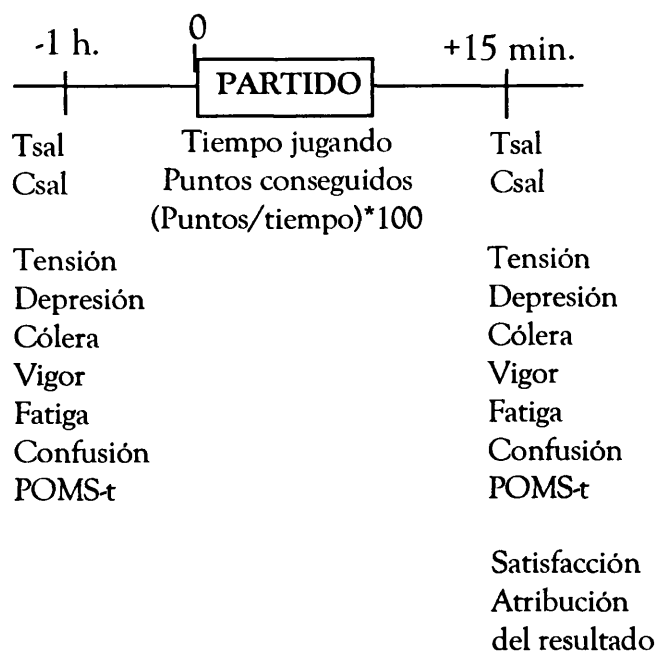 -1 h.
0
+15 min.
PARTIDO
Tsal
Csal
Tiempo jugando
Puntos conseguidos
(Puntos/tiempo)*100
Tsal
Csal
Tensión
Depresión
Cólera
Vigor
Fatiga
Confusión
POMS-t
Tensión
Depresión
Cólera
Vigor
Fatiga
Confusión
POMS-t
Satisfacción
Atribución
del resultado